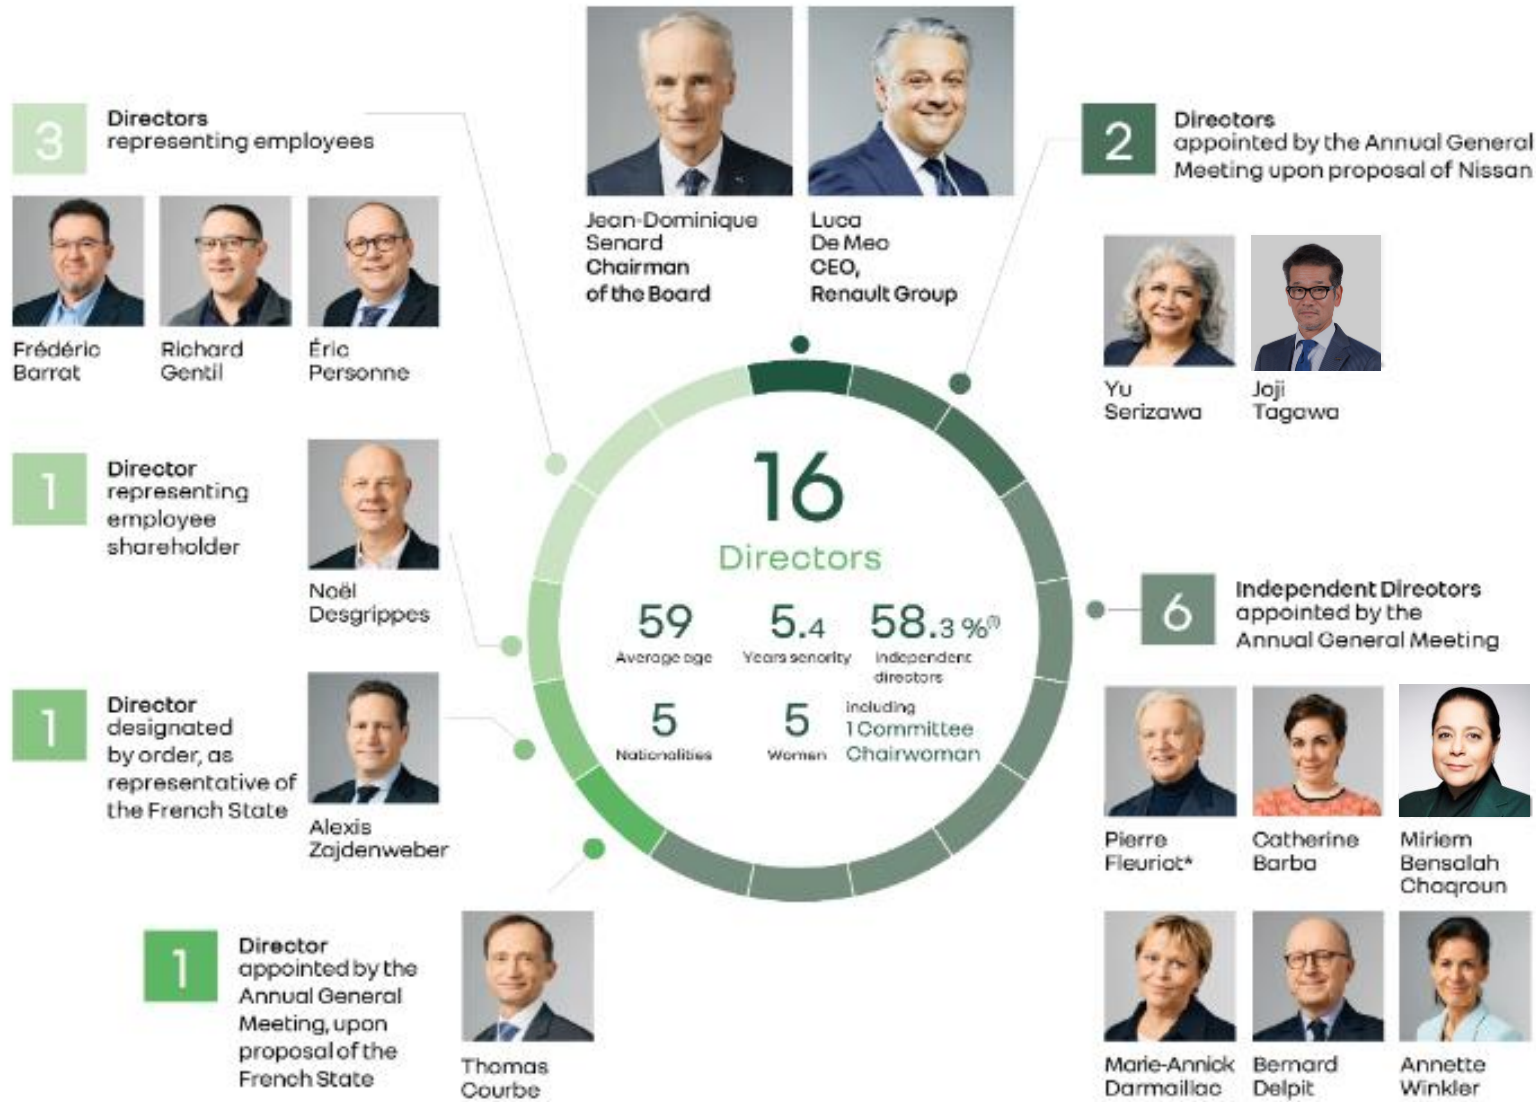 Jean-Dominique
Senard
Chairman
of the Board
Luca
De Meo
CEO,
Renault Group
3
Directors
representing employees
Frédéric
Barrat
Richard
Gentil
Éric
Personne
1
Director
representing
employee
shareholder
Noël
Desgrippes
1
Director
designated
by order, as
representative of
the French State
Alexis
Zajdenweber
1
Director
appointed by the
Annual General
Meeting, upon
proposal of the
French State
Thomas
Courbe
16
Directors
59
Average age
5.4
Years senority
58.3 %(1)
Independent
directors
5
Nationalities
5
Women
including
1 Committee
Chairwoman
2
Directors
appointed by the Annual General
Meeting upon proposal of Nissan
Yu
Serizawa
Joji
Tagawa
6
Independent Directors
appointed by the
Annual General Meeting
Pierre
Fleuriot*
Catherine
Barba
Miriem
Bensalah
Chaqroun
Marie-Annick
Darmaillac
Bernard
Delpit
Annette
Winkler